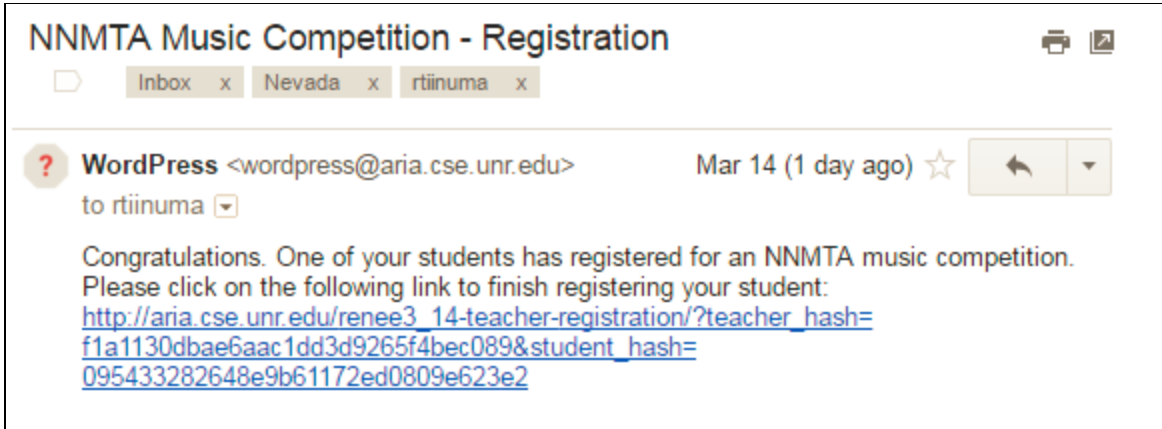 NNMTA Music Competition - Registration
Inbox x Nevada x rtiinuma x
? WordPress <wordpress@aria.cse.unr.edu> Mar 14 (1 day ago)
to rtiinuma
Congratulations. One of your students has registered for an NNMTA music competition.
Please click on the following link to finish registering your student:
http://aria.cse.unr.edu/renee3_14-teacher-registration/?teacher_hash=
f1a1130dbae6aac1dd3d9265f4bec089&student_hash=
095433282648e9b61172ed0809e623e2